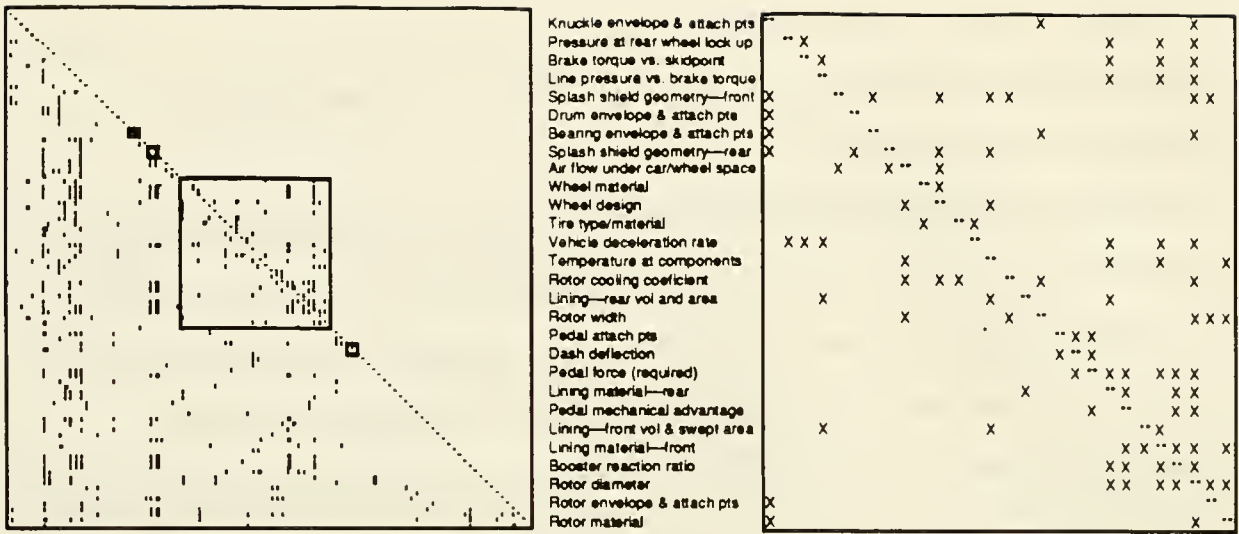 Knuckle envelope & attach pts X X
Pressure at rear wheel lock up X X X X
Brake torque vs. skidpoint X X X X
Line pressure vs. brake torque X X X
Splash shield geometry—front X X X X X X X
Drum envelope & attach pts X
Bearing envelope & attach pts X X X
Splash shield geometry—rear X X X X
Air flow under car/wheel space X X X
Wheel material X
Wheel design X X
Tire type/material X X
Vehicle deceleration rate X X X X X X
Temperature at components X X X X X
Rotor cooling coeficient X X X X X
Lining—rear vol and area X X X
Rotor width X X X X X
Pedal attach pts X X
Dash deflection X X
Pedal force (required) X X X X X X
Lining material—rear X X X
Pedal mechanical advantage X X X
Lining—front vol & swept area X X X
Lining material—front X X X X X
Booster reaction ratio X X X X
Rotor diameter X X X X X X
Rotor envelope & attach pts X
Rotor material X X